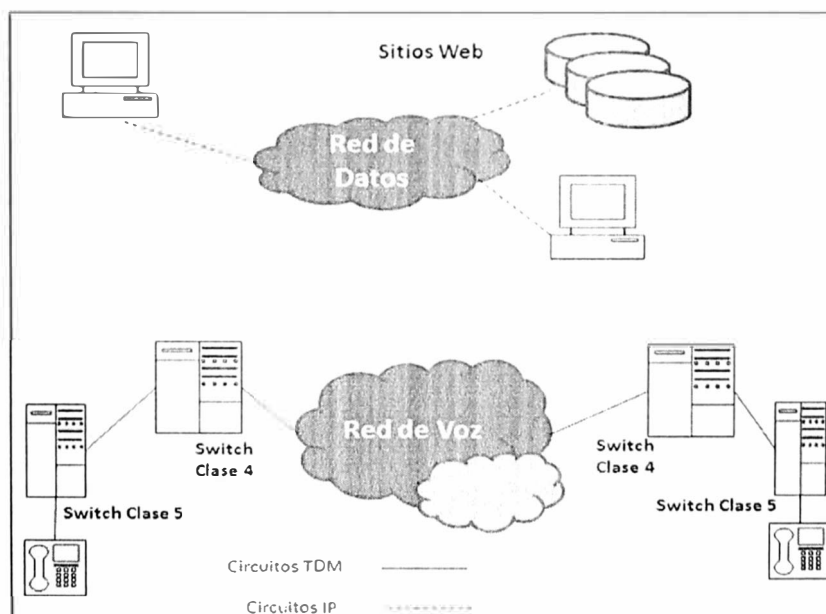 Sitios Web
Red de
Datos
Red de Voz
Switch
Clase 4
Switch
Clase 4
Switch Clase 5
Switch Clase 5
Circuitos TDM
Circuitos IP